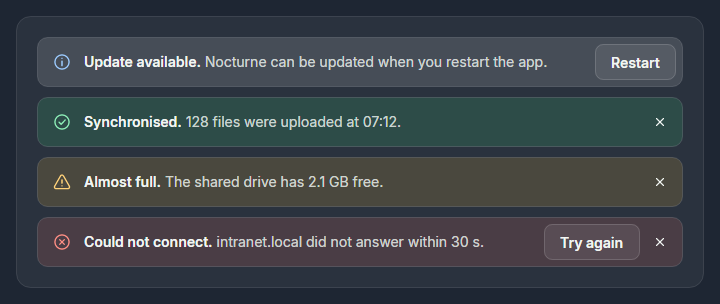 Update available. Nocturne can be updated when you restart the app. Restart
Synchronised. 128 files were uploaded at 07:12.
Almost full. The shared drive has 2.1 GB free.
Could not connect. intranet.local did not answer within 30 s. Try again